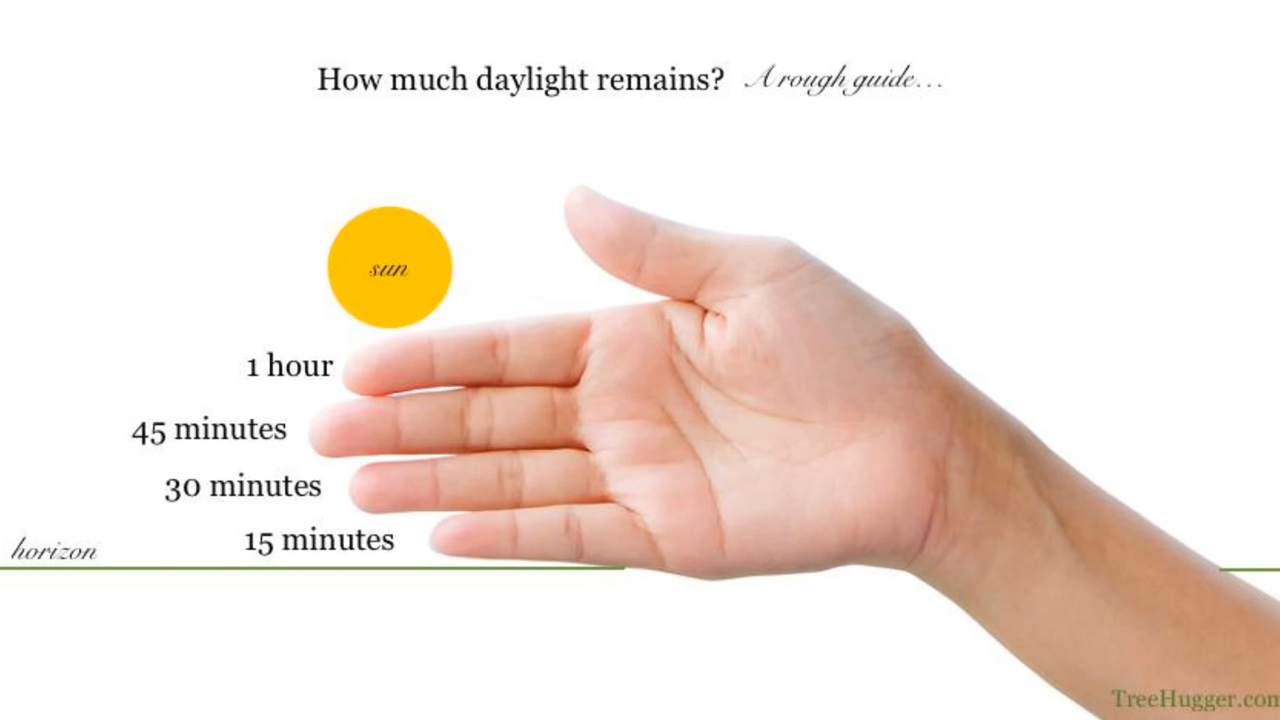 How much daylight remains? A rough guide...
sun
1 hour
45 minutes
30 minutes
15 minutes
horizon
TreeHugger.com